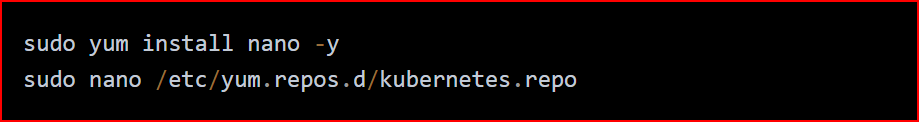 sudo yum install nano -y
sudo nano /etc/yum.repos.d/kubernetes.repo